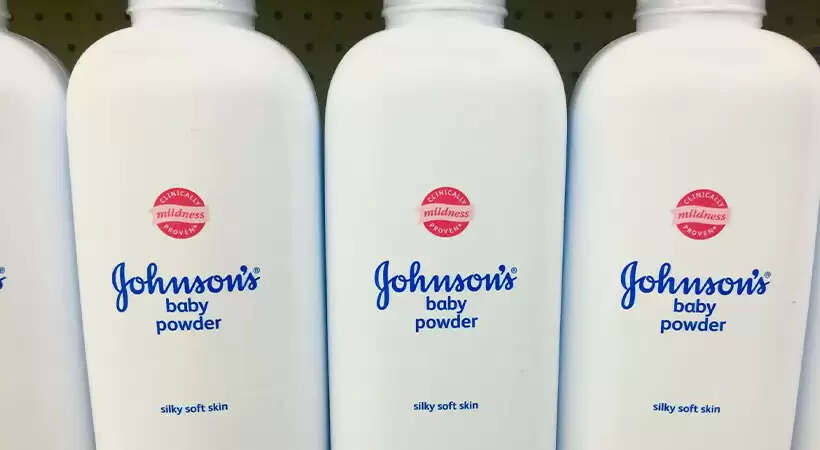 CLINICALLY
mildness
PROVEN®
Johnson's®
baby
powder
silky soft skin
CLINICALLY
mildness
PROVEN®
Johnson's®
baby
powder
silky soft skin
CLINICALLY
mildness
PROVEN®
Johnson's®
baby
powder
silky soft skin